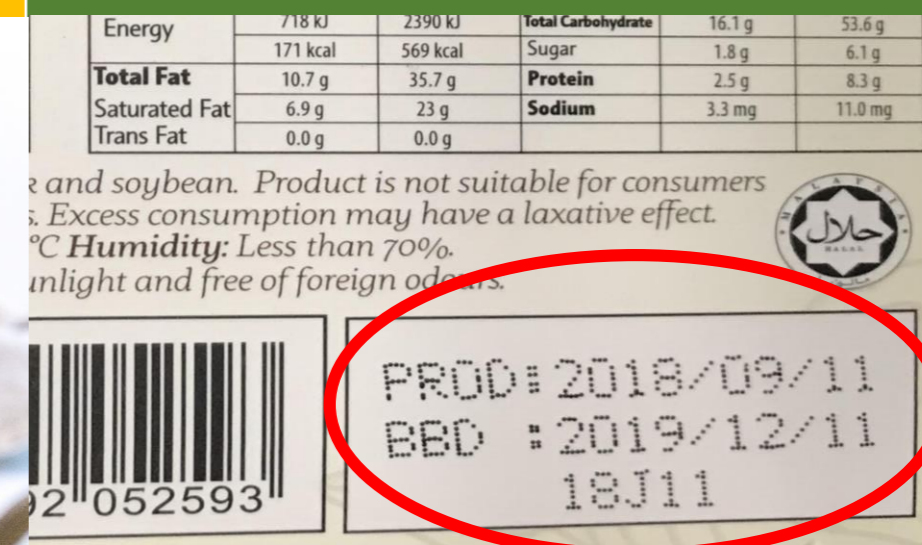 Energy 718 kJ 2390 kJ Total Carbohydrate 16.1 g 53.6 g
171 kcal 569 kcal Sugar 1.8 g 6.1 g
Total Fat 10.7 g 35.7 g Protein 2.5 g 8.3 g
Saturated Fat 6.9 g 23 g Sodium 3.3 mg 11.0 mg
Trans Fat 0.0 g 0.0 g
and soybean. Product is not suitable for consumers
s. Excess consumption may have a laxative effect.
°C Humidity: Less than 70%.
unlight and free of foreign odours.
MALAYSIA
حلال
HALAL
92 052593
PROD:2018/09/11
BBD :2019/12/11
18J11